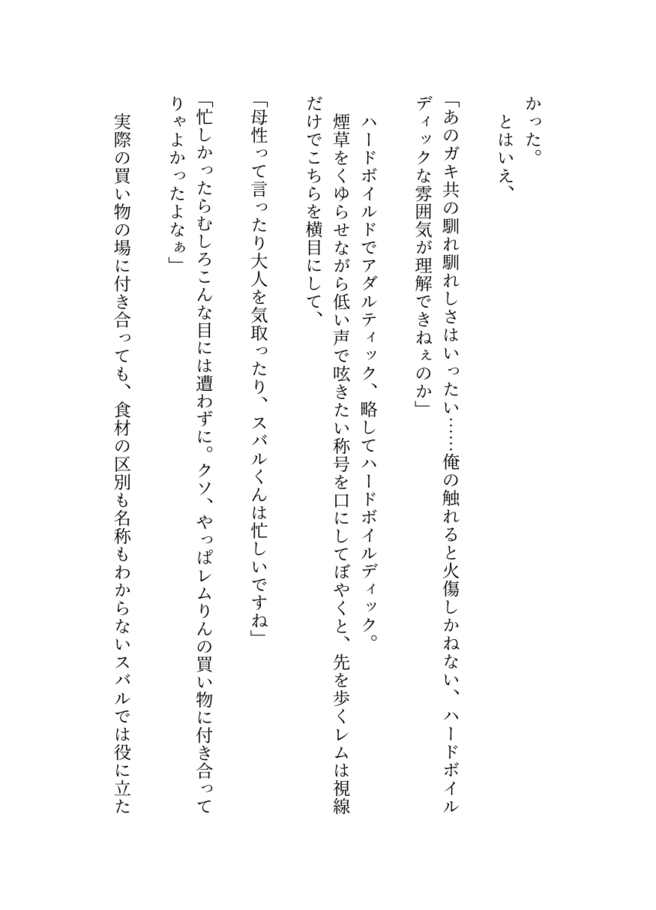 かった。
とはいえ、
「あのガキ共の馴れ馴れしさはいったい……俺の触れると火傷しかねない、ハードボイル
ディックな雰囲気が理解できねぇのか」
ハードボイルドでアダルティック、略してハードボイルディック。
煙草をくゆらせながら低い声で呟きたい称号を口にしてぼやくと、先を歩くレムは視線
だけでこちらを横目にして、
「母性って言ったり大人を気取ったり、スバルくんは忙しいですね」
「忙しかったらむしろこんな目には遭わずに。クソ、やっぱレムりんの買い物に付き合って
りゃよかったよなぁ」
実際の買い物の場に付き合っても、食材の区別も名称もわからないスバルでは役に立た